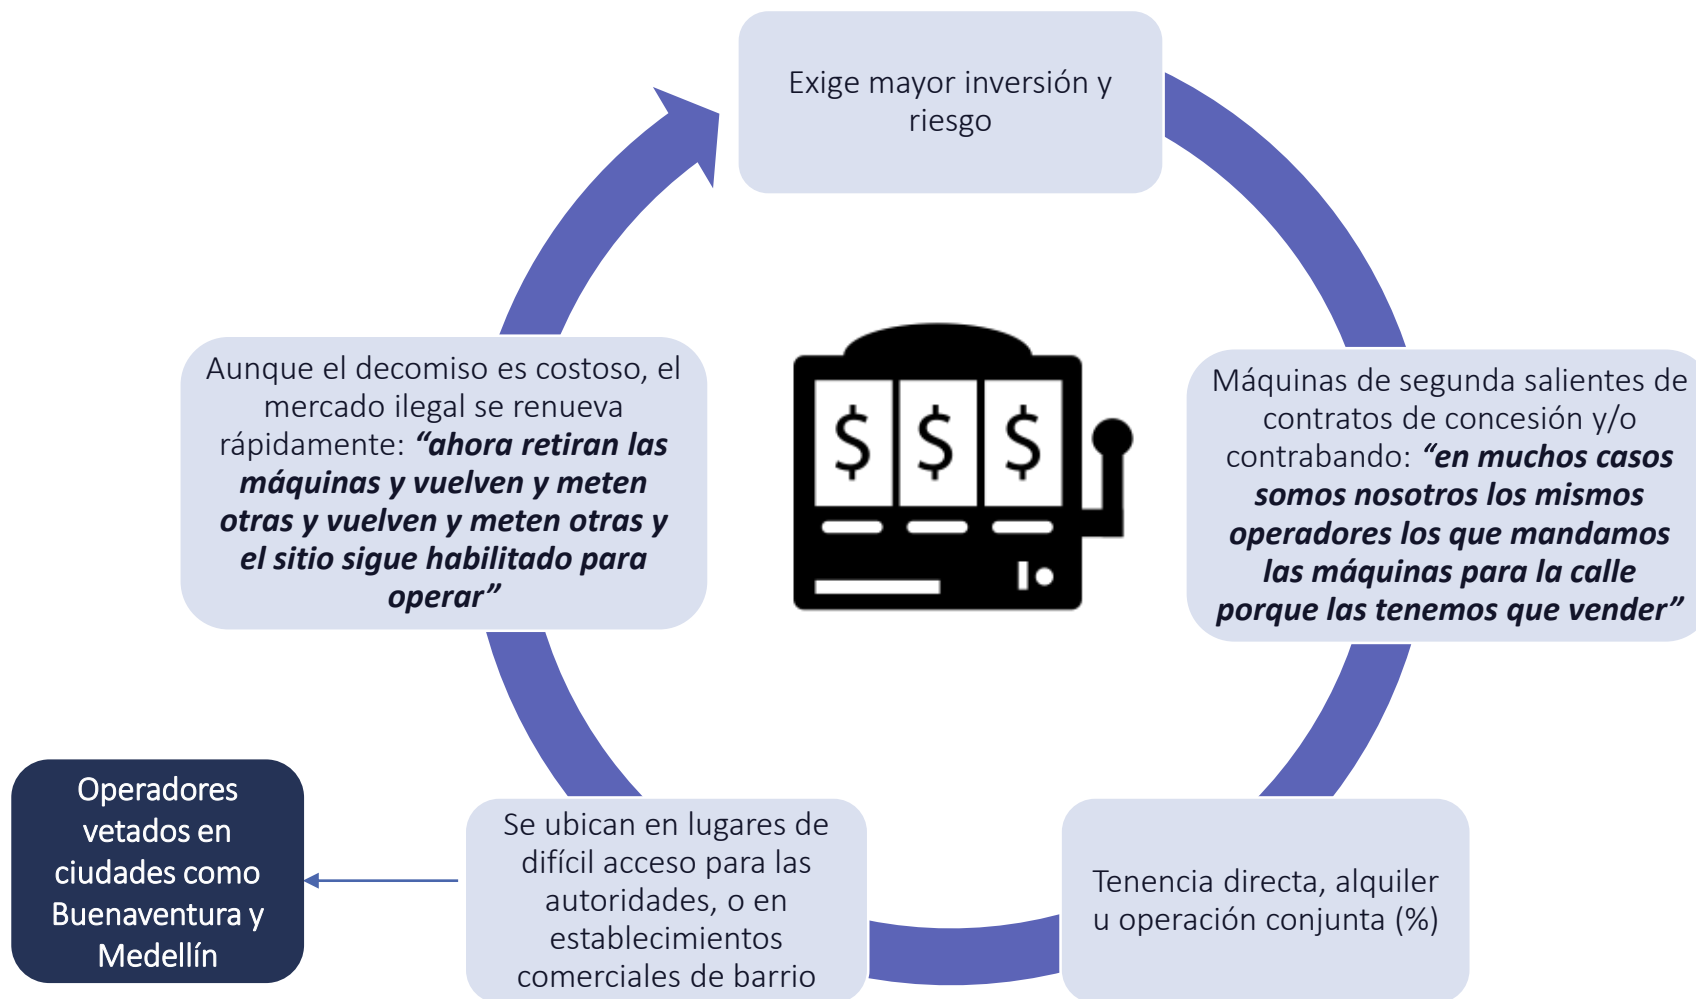 Exige mayor inversión y
riesgo
Máquinas de segunda salientes de
contratos de concesión y/o
contrabando: “en muchos casos
somos nosotros los mismos
operadores los que mandamos
las máquinas para la calle
porque las tenemos que vender”
Tenencia directa, alquiler
u operación conjunta (%)
Se ubican en lugares de
difícil acceso para las
autoridades, o en
establecimientos
comerciales de barrio
Operadores
vetados en
ciudades como
Buenaventura y
Medellín
Aunque el decomiso es costoso, el
mercado ilegal se renueva
rápidamente: “ahora retiran las
máquinas y vuelven y meten
otras y vuelven y meten otras y
el sitio sigue habilitado para
operar”
$ $ $